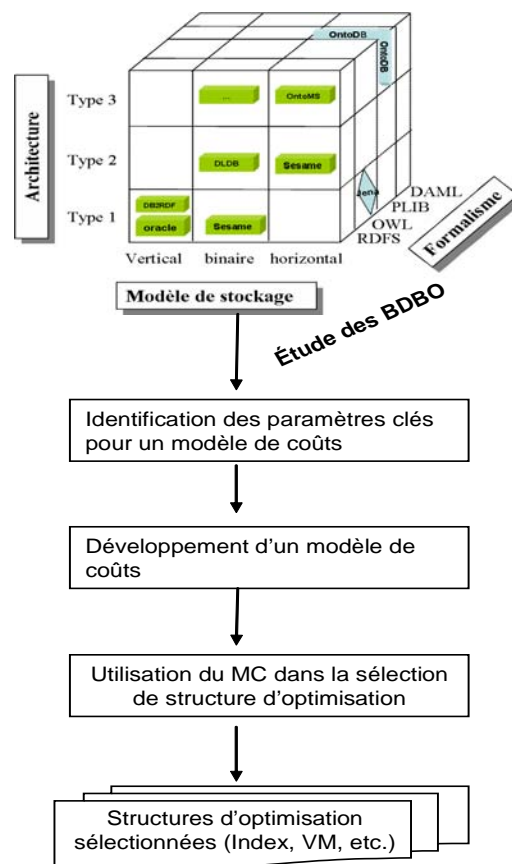 OntoDB
OntoDB
Type 3
...
OntoMS
Architecture
Type 2
DLDB
Sesame
Type 1
DB2RDF
oracle
Sesame
Jena
DAML
PLIB
OWL
RDFS
Formalisme
Vertical
binaire
horizontal
Modèle de stockage
Étude des BDBO
Identification des paramètres clés
pour un modèle de coûts
Développement d'un modèle de
coûts
Utilisation du MC dans la sélection
de structure d'optimisation
Structures d'optimisation
sélectionnées (Index, VM, etc.)